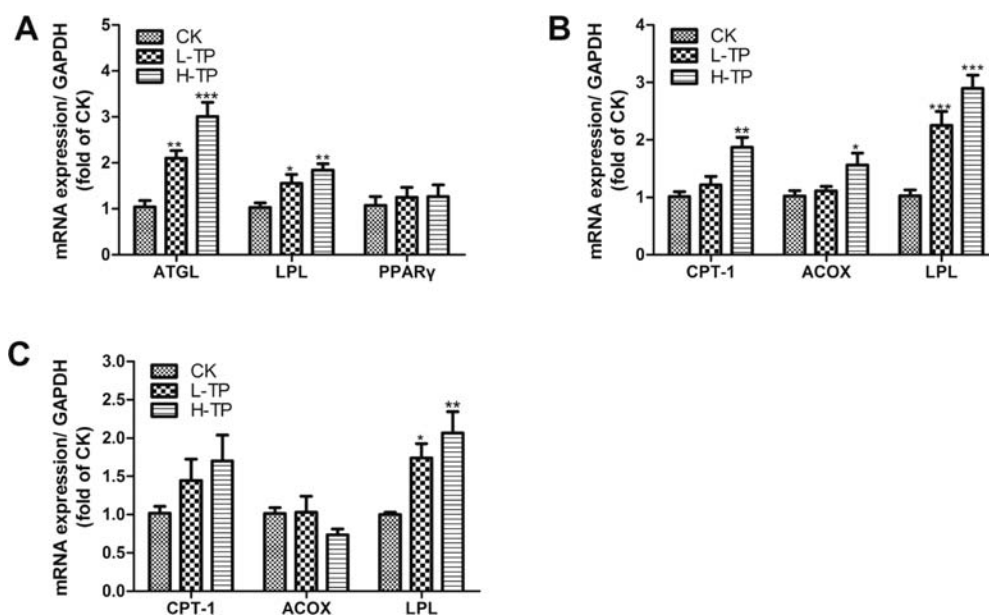 A
mRNA expression/ GAPDH
(fold of CK)
5
4
3
2
1
0
CK
L-TP
H-TP
**
***
*
**
ATGL
LPL
PPARγ
B
mRNA expression/ GAPDH
(fold of CK)
4
3
2
1
0
CK
L-TP
H-TP
**
*
***
***
CPT-1
ACOX
LPL
C
mRNA expression/ GAPDH
(fold of CK)
3.0
2.5
2.0
1.5
1.0
0.5
0.0
CK
L-TP
H-TP
*
**
CPT-1
ACOX
LPL